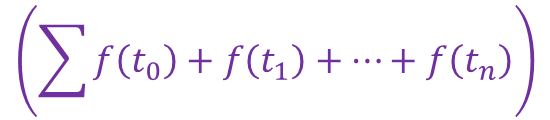 (∑ f(t₀) + f(t₁) + ⋯ + f(tₙ))